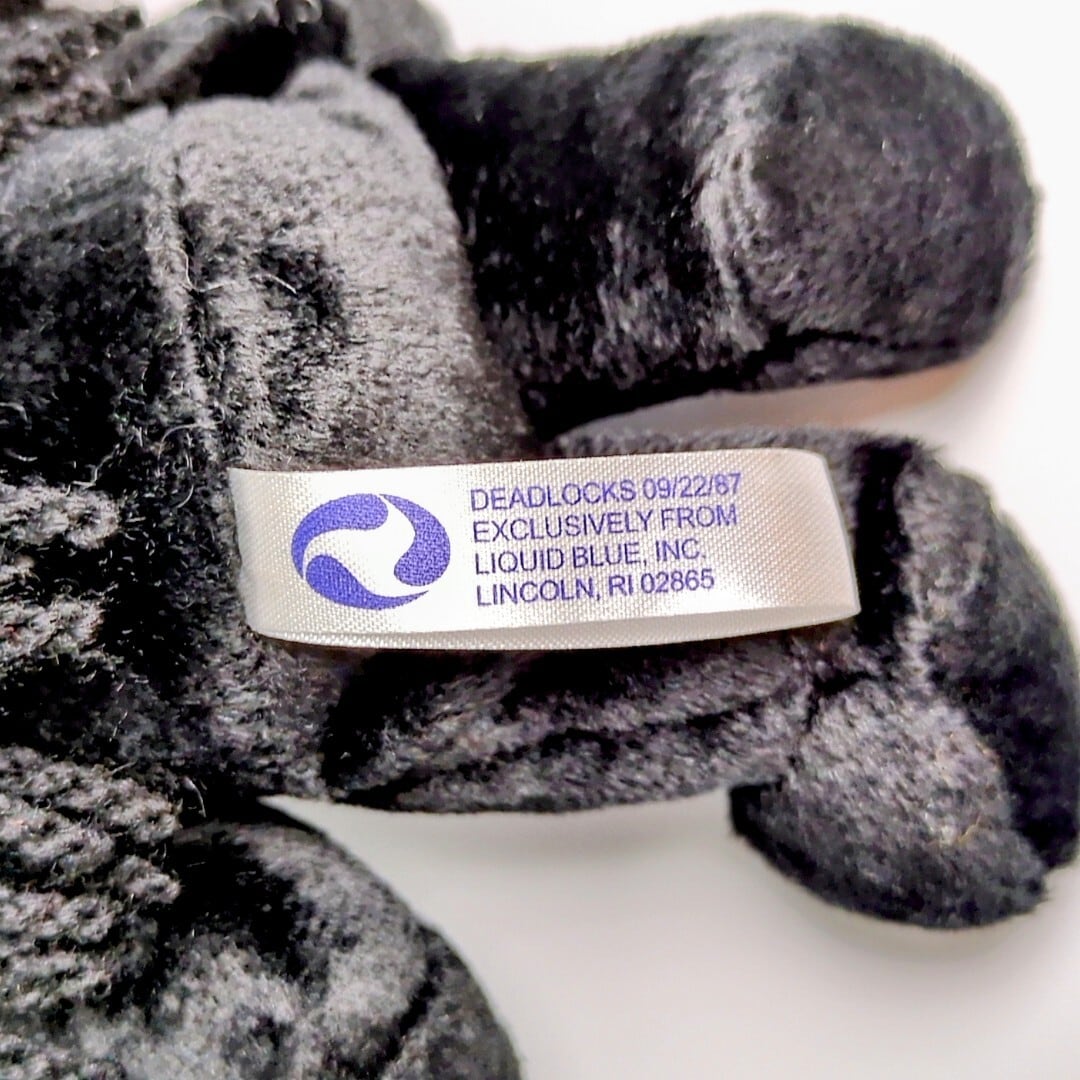 DEADLOCKS 09/22/87
EXCLUSIVELY FROM
LIQUID BLUE, INC.
LINCOLN, RI 02865